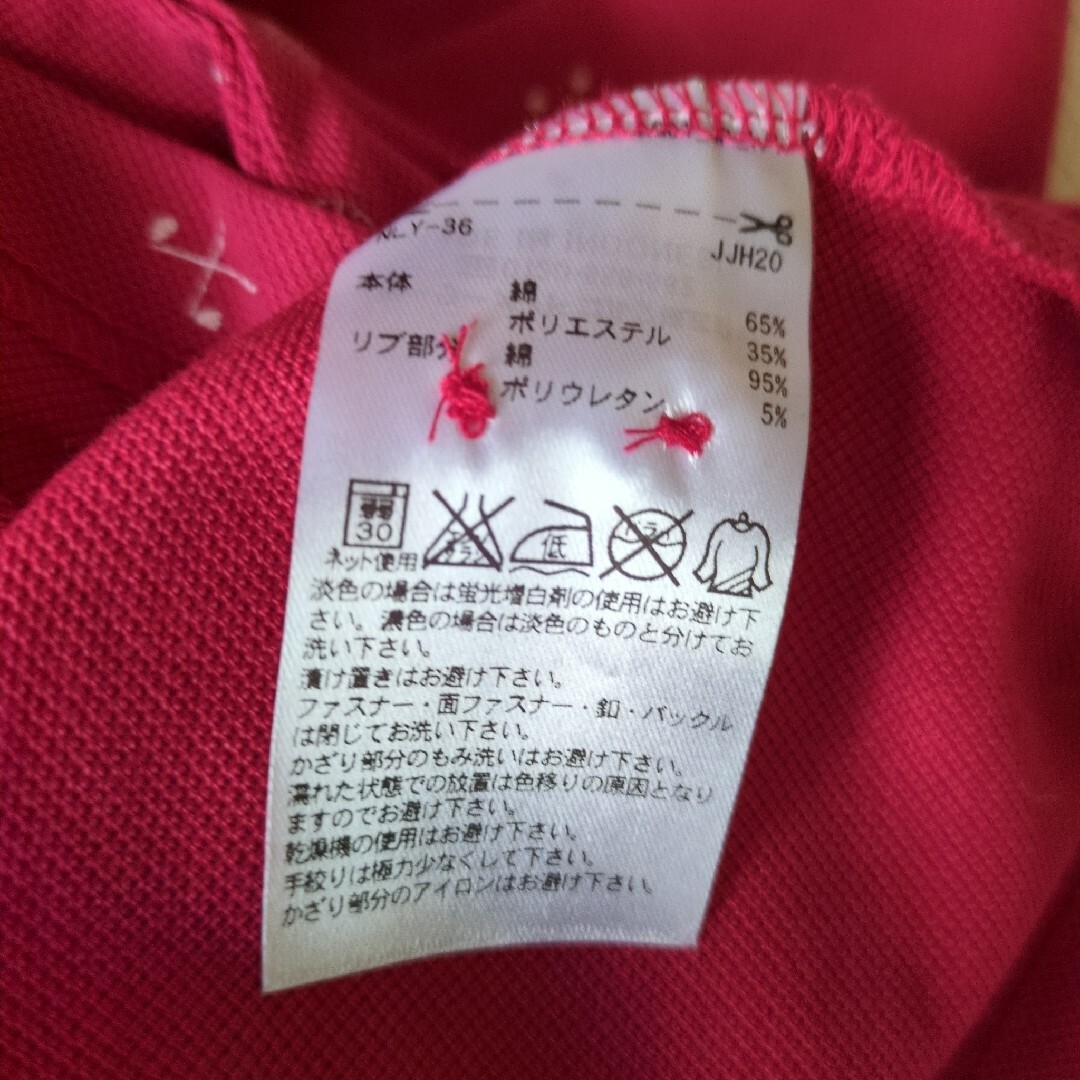 LY-36
JJH20
本体 綿 65%
ポリエステル 35%
リブ部分 綿 95%
ポリウレタン 5%
弱
30
ネット使用
エンソ
サラシ
低
ドライ
淡色の場合は蛍光増白剤の使用はお避け下
さい。濃色の場合は淡色のものと分けてお
洗い下さい。
漬け置きはお避け下さい。
ファスナー・面ファスナー・釦・バックル
は閉じてお洗い下さい。
かざり部分のもみ洗いはお避け下さい。
濡れた状態での放置は色移りの原因となり
ますのでお避け下さい。
乾燥機の使用はお避け下さい。
手絞りは極力少なくして下さい。
かざり部分のアイロンはお避け下さい。